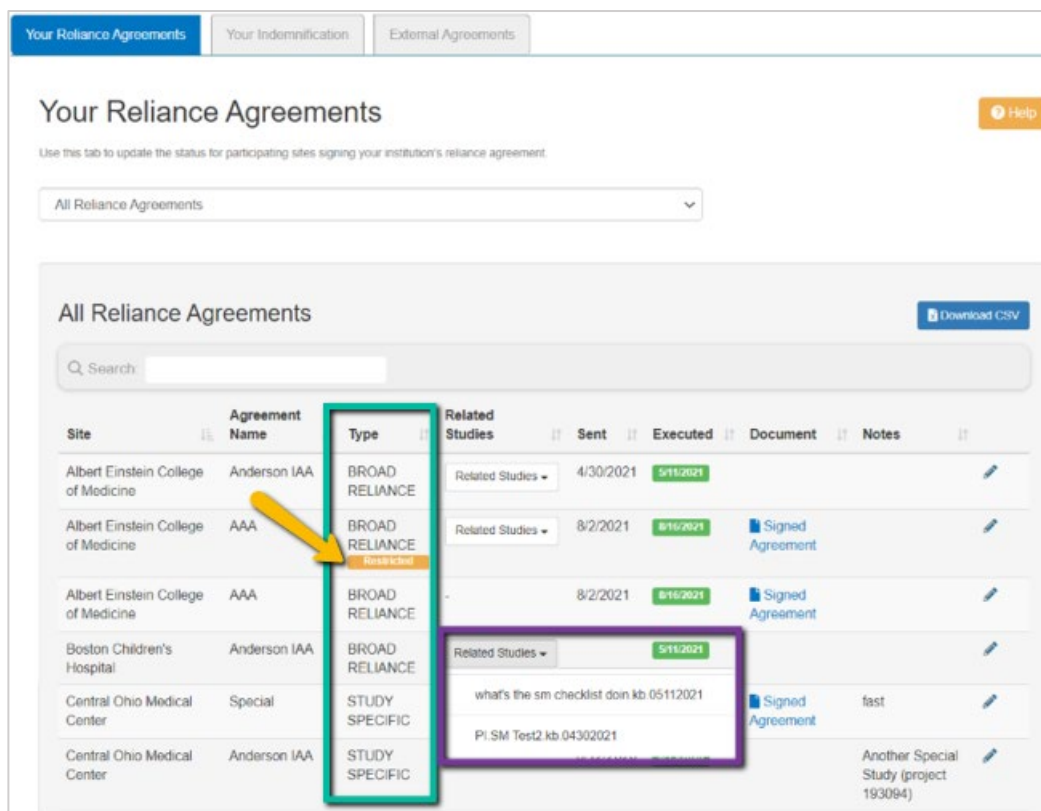 Your Reliance Agreements Your Indemnification External Agreements
Your Reliance Agreements
Help
Use this tab to update the status for participating sites signing your institution's reliance agreement.
All Reliance Agreements
All Reliance Agreements
Download CSV
Search:
Site Agreement Name Type Related Studies Sent Executed Document Notes
Albert Einstein College Anderson IAA BROAD Related Studies 4/30/2021 5/11/2021
of Medicine RELIANCE
Albert Einstein College AAA BROAD Related Studies 8/2/2021 8/16/2021 Signed
of Medicine RELIANCE Agreement
Restricted
Albert Einstein College AAA BROAD - 8/2/2021 8/16/2021 Signed
of Medicine RELIANCE Agreement
Boston Children's Anderson IAA BROAD Related Studies 5/11/2021
Hospital RELIANCE
what's the sm checklist doin.kb.05112021
Central Ohio Medical Special STUDY Signed fast
Center SPECIFIC Agreement
PI.SM Test2.kb.04302021
Central Ohio Medical Anderson IAA STUDY Another Special
Center SPECIFIC Study (project
193094)